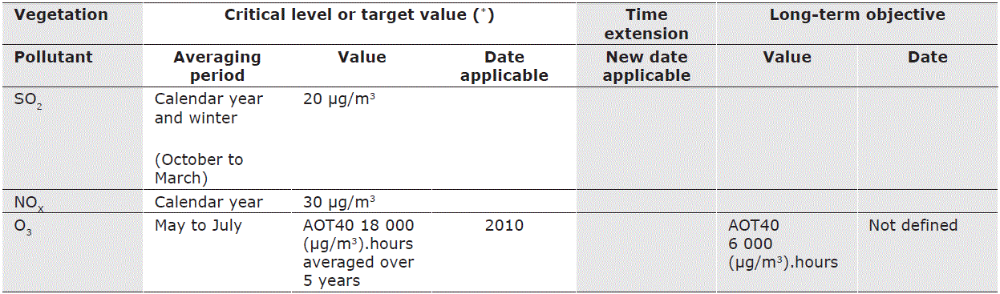 Vegetation Critical level or target value (*) Time extension Long-term objective
Pollutant Averaging period Value Date applicable New date applicable Value Date
SO2 Calendar year and winter 20 µg/m³
(October to March)
NOx Calendar year 30 µg/m³
O3 May to July AOT40 18 000 (µg/m³).hours averaged over 5 years 2010 AOT40 6 000 (µg/m³).hours Not defined